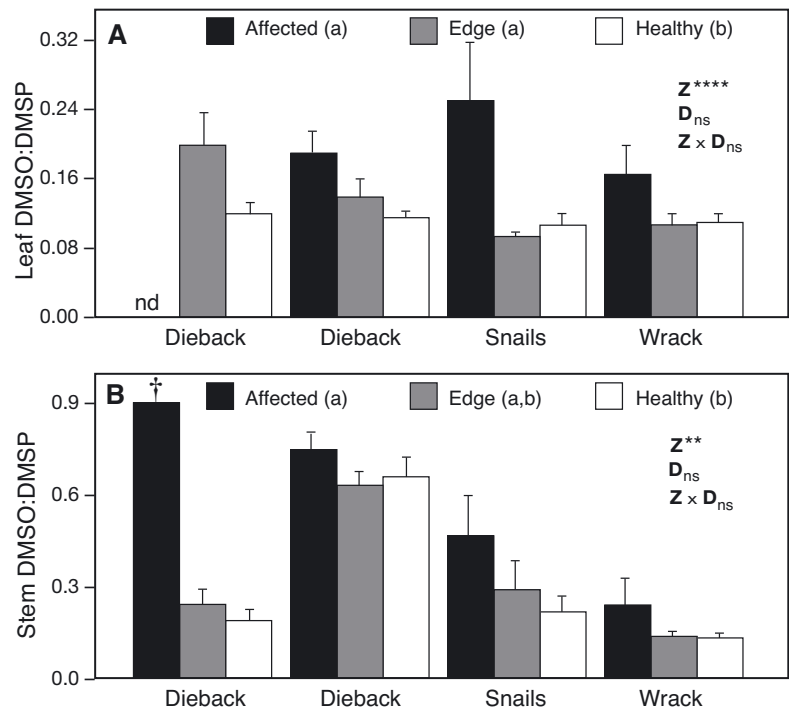 A Affected (a) Edge (a) Healthy (b)
0.32
0.24
0.16
0.08
0.00
Leaf DMSO:DMSP
Z****
Dns
Z x Dns
nd
Dieback Dieback Snails Wrack
B † Affected (a) Edge (a,b) Healthy (b)
0.9
0.6
0.3
0.0
Stem DMSO:DMSP
Z**
Dns
Z x Dns
Dieback Dieback Snails Wrack